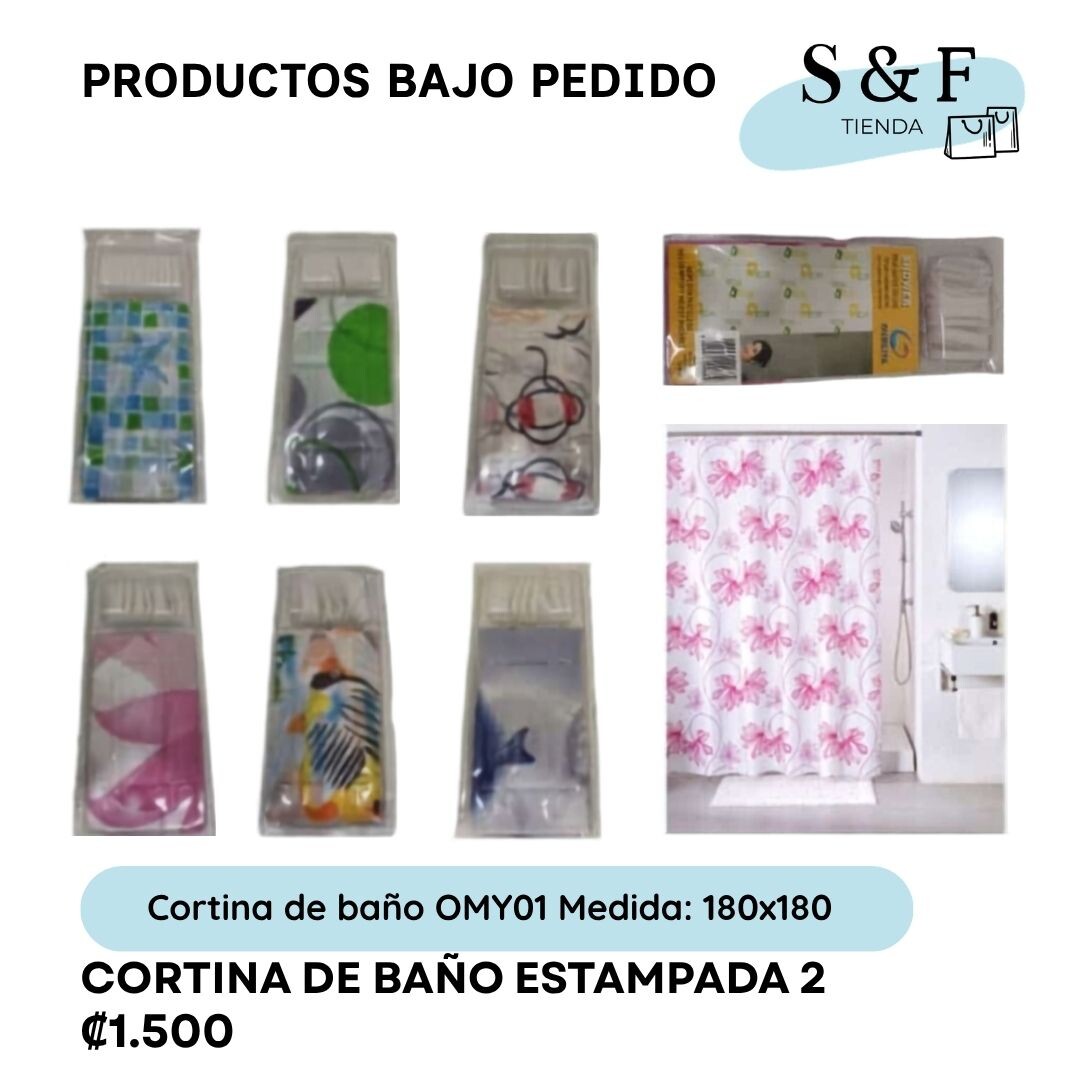 PRODUCTOS BAJO PEDIDO
S & F
TIENDA
Cortina de baño OMY01 Medida: 180x180
CORTINA DE BAÑO ESTAMPADA 2
₡1.500